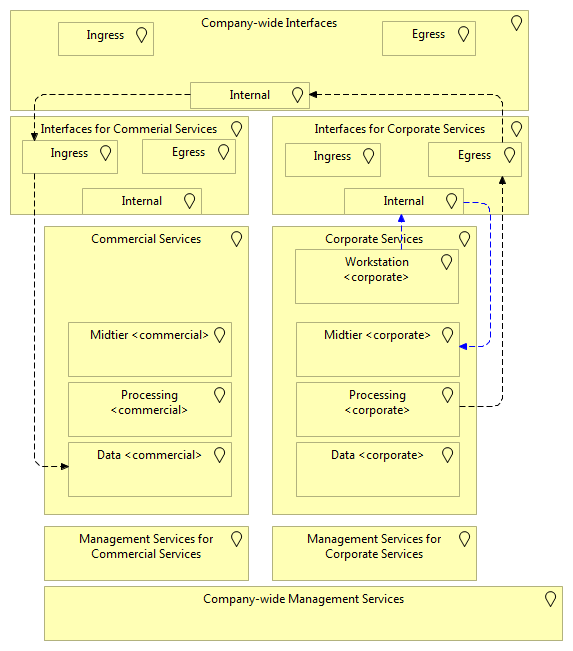 Company-wide Interfaces
Ingress
Egress
Internal
Interfaces for Commerial Services
Ingress
Egress
Internal
Interfaces for Corporate Services
Ingress
Egress
Internal
Commercial Services
Midtier <commercial>
Processing
<commercial>
Data <commercial>
Corporate Services
Workstation
<corporate>
Midtier <corporate>
Processing
<corporate>
Data <corporate>
Management Services for
Commercial Services
Management Services for
Corporate Services
Company-wide Management Services